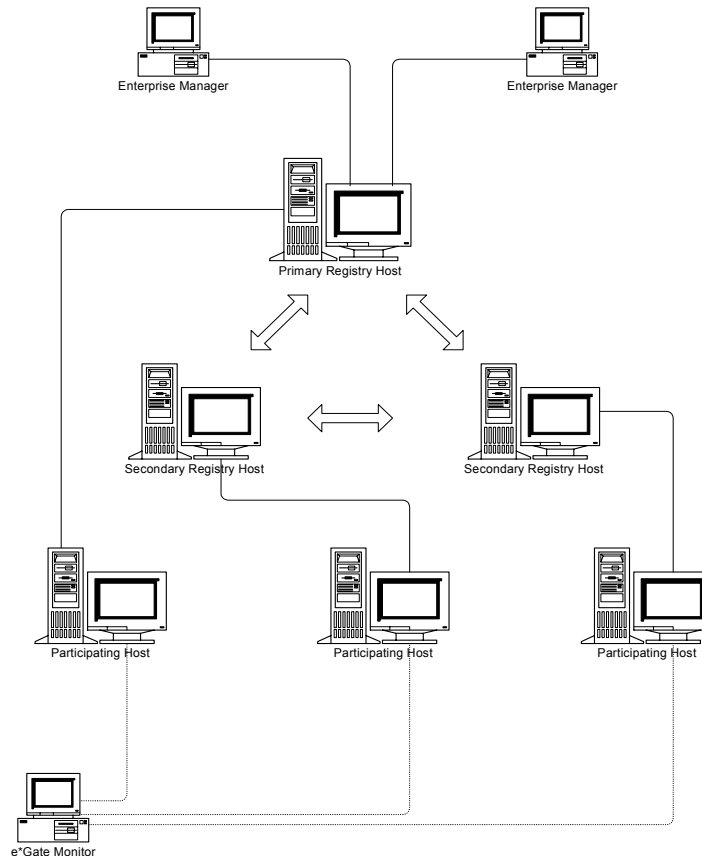 Enterprise Manager
Enterprise Manager
Primary Registry Host
Secondary Registry Host
Secondary Registry Host
Participating Host
Participating Host
Participating Host
e*Gate Monitor